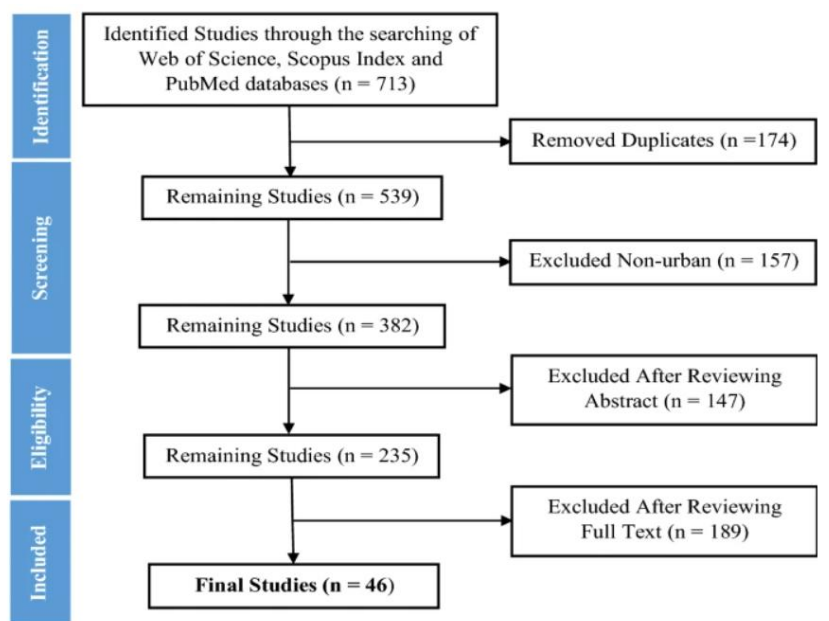 Identification
Identified Studies through the searching of
Web of Science, Scopus Index and
PubMed databases (n = 713)
Removed Duplicates (n =174)
Screening
Remaining Studies (n = 539)
Excluded Non-urban (n = 157)
Remaining Studies (n = 382)
Eligibility
Excluded After Reviewing
Abstract (n = 147)
Remaining Studies (n = 235)
Included
Excluded After Reviewing
Full Text (n = 189)
Final Studies (n = 46)